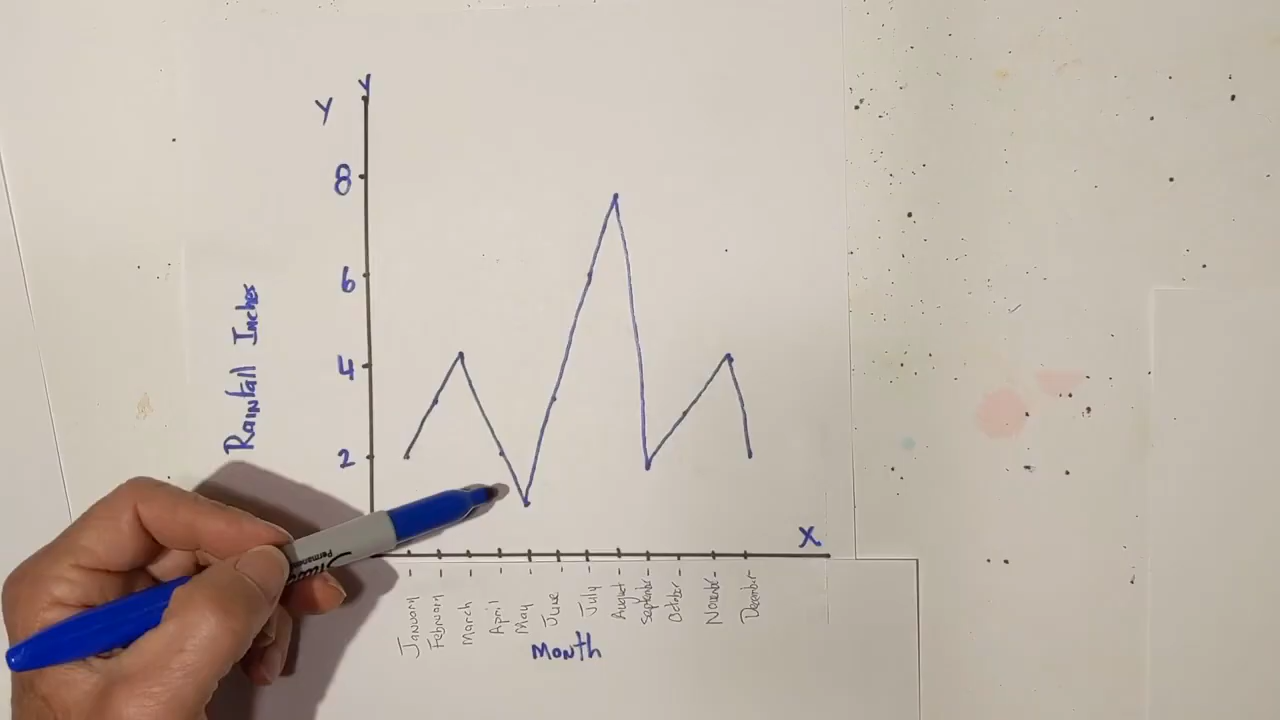 Y
Y
8
6
4
2
Rainfall Inches
X
January
February
March
April
May
June
July
August
September
October
November
December
Month